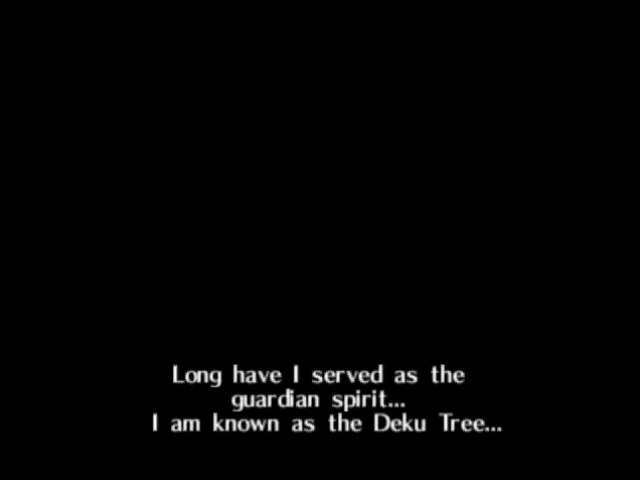 Long have I served as the
guardian spirit...
I am known as the Deku Tree...